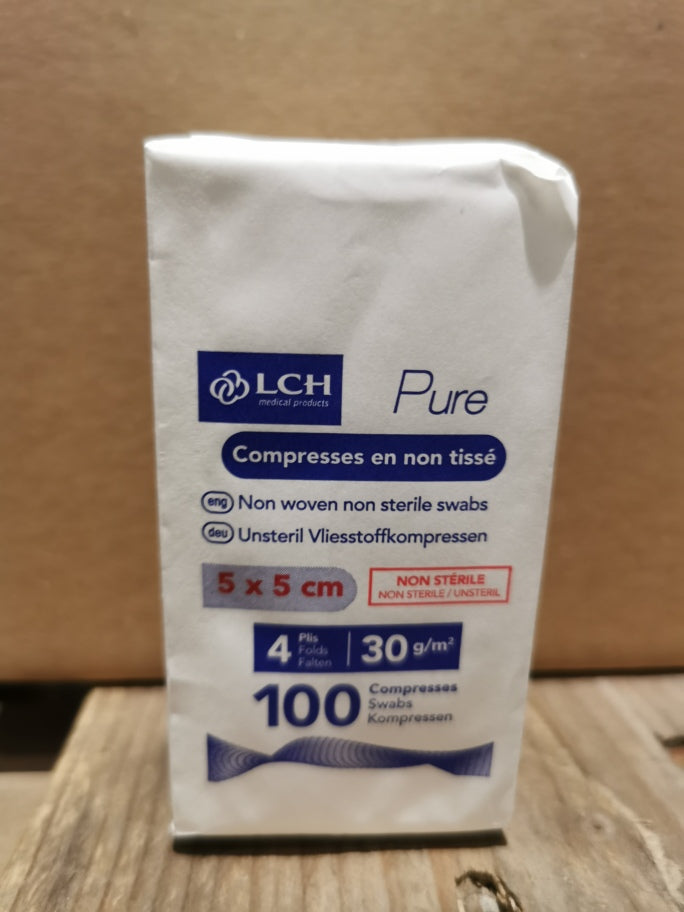 LCH
medical products
Pure
Compresses en non tissé
eng Non woven non sterile swabs
deu Unsteril Vliesstoffkompressen
5 x 5 cm
NON STÉRILE
NON STERILE / UNSTERIL
4 Plis
Folds
Falten
30 g/m²
100 Compresses
Swabs
Kompressen